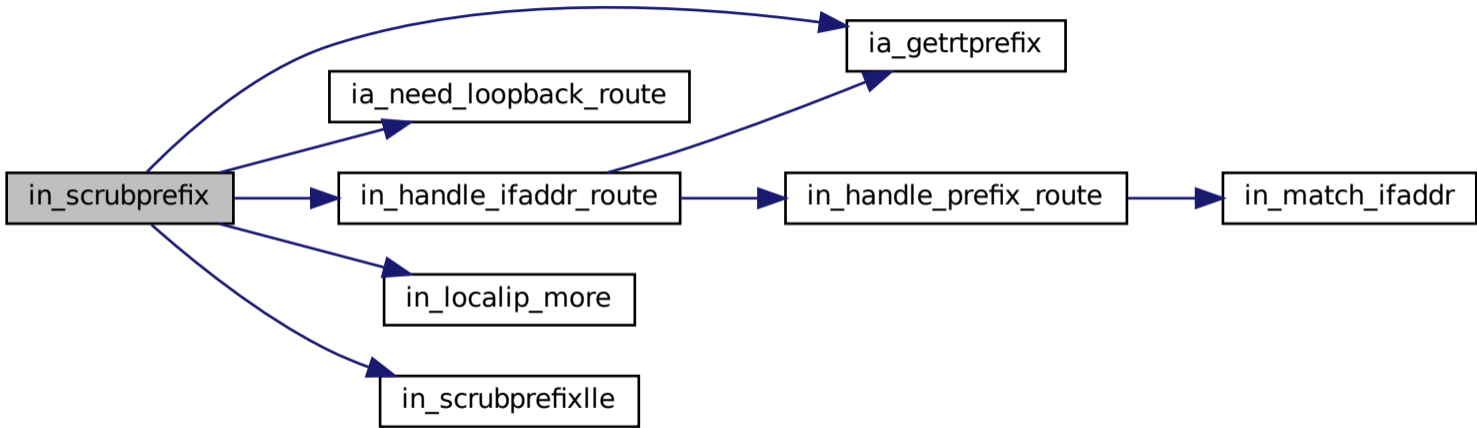 ia_getrtprefix
ia_need_loopback_route
in_scrubprefix
in_handle_ifaddr_route
in_handle_prefix_route
in_match_ifaddr
in_localip_more
in_scrubprefixlle